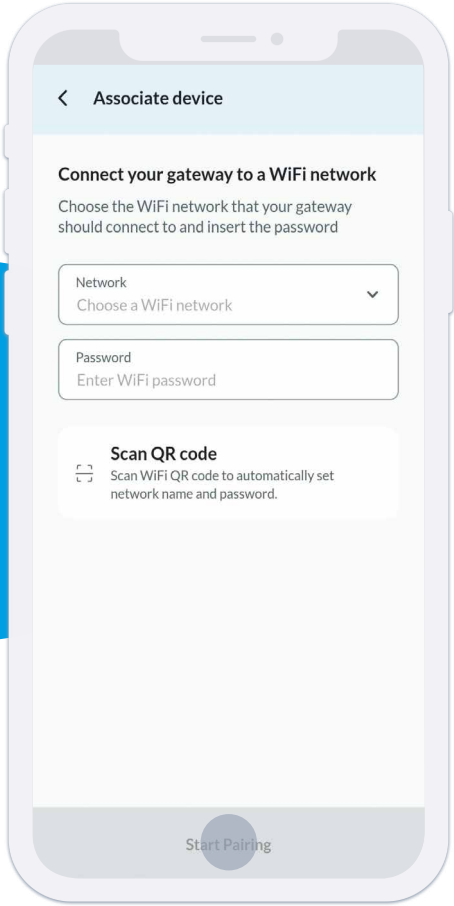 Associate device
Connect your gateway to a WiFi network
Choose the WiFi network that your gateway
should connect to and insert the password
Network
Choose a WiFi network
Password
Enter WiFi password
Scan QR code
Scan WiFi QR code to automatically set
network name and password.
Start Pairing